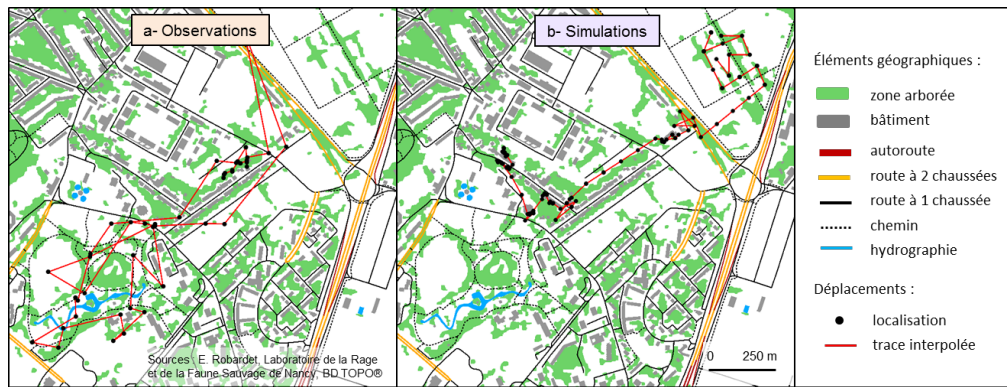 a- Observations
b- Simulations
Sources : E. Robardet, Laboratoire de la Rage
et de la Faune Sauvage de Nancy, BD TOPO®
0 250 m
Éléments géographiques :
zone arborée
bâtiment
autoroute
route à 2 chaussées
route à 1 chaussée
chemin
hydrographie
Déplacements :
localisation
trace interpolée